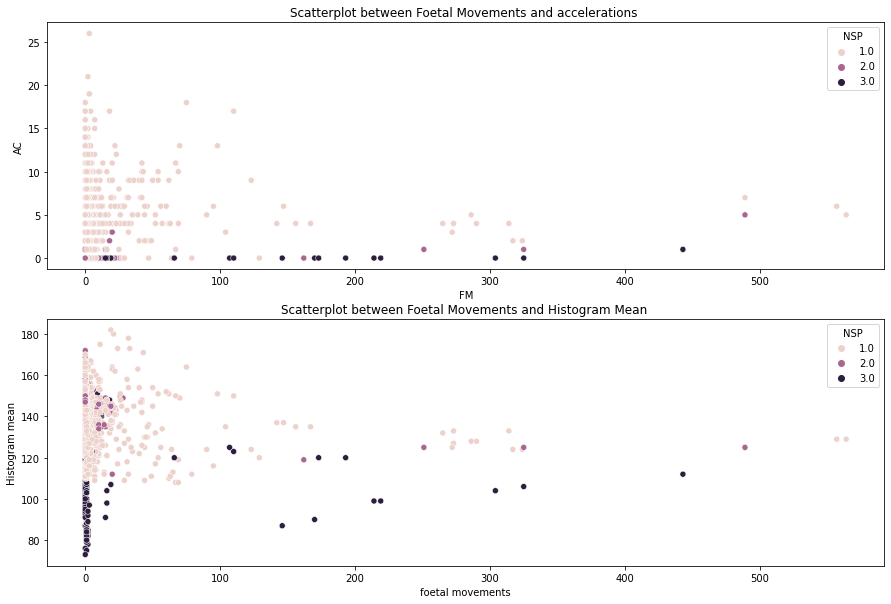 Scatterplot between Foetal Movements and accelerations
NSP
1.0
2.0
3.0
25
20
15
10
5
0
AC
0 100 200 300 400 500
FM
Scatterplot between Foetal Movements and Histogram Mean
NSP
1.0
2.0
3.0
180
160
140
120
100
80
Histogram mean
0 100 200 300 400 500
foetal movements